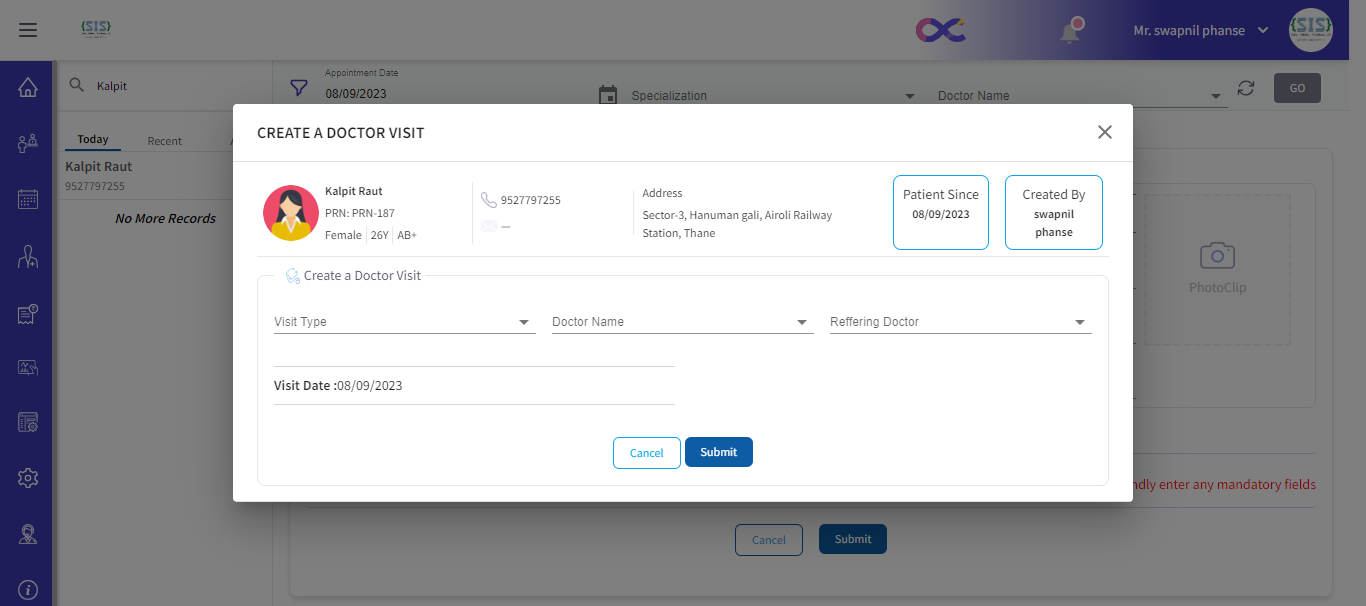 {SIS}
Mr. swapnil phanse
{SIS}
Kalpit
Appointment Date
08/09/2023
Specialization
Doctor Name
GO
Today
Recent
Kalpit Raut
9527797255
No More Records
CREATE A DOCTOR VISIT
Kalpit Raut
PRN: PRN-187
Female
26Y
AB+
9527797255
—
Address
Sector-3, Hanuman gali, Airoli Railway
Station, Thane
Patient Since
08/09/2023
Created By
swapnil
phanse
Create a Doctor Visit
Visit Type
Doctor Name
Reffering Doctor
Visit Date :08/09/2023
Cancel
Submit
PhotoClip
ndly enter any mandatory fields
Cancel
Submit